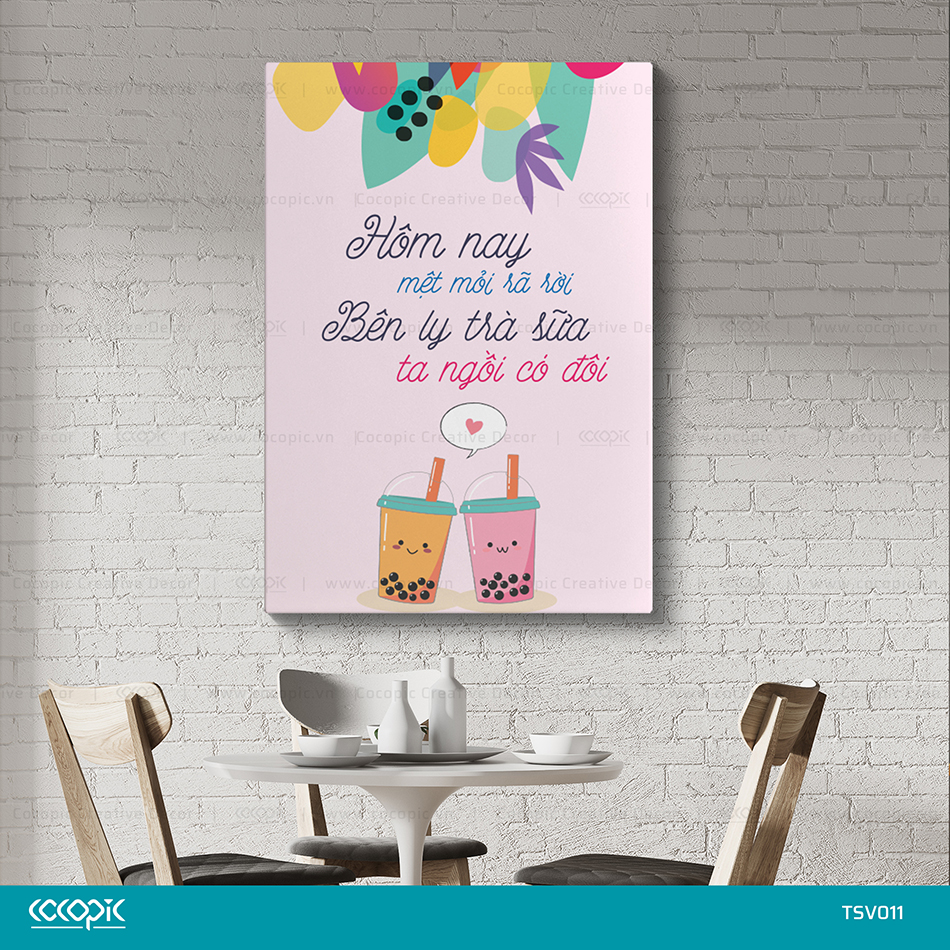 Hôm nay
mệt mỏi rã rời
Bên ly trà sữa
ta ngồi có đôi
cocopic
TSV011
www.cocopic.vn | Cocopic Creative Decor